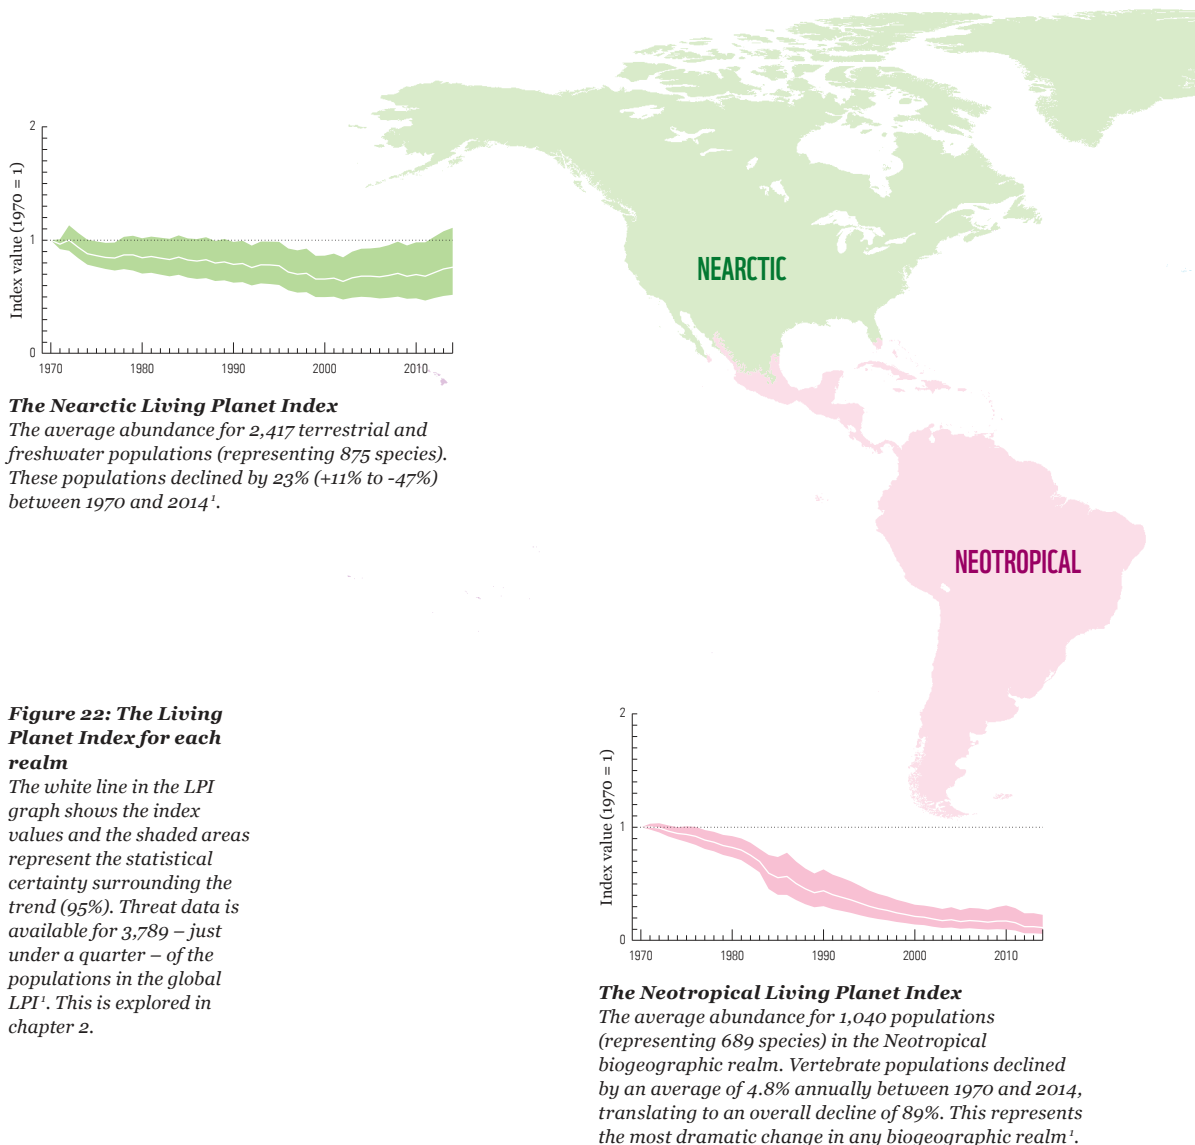 2
1
0
Index value (1970 = 1)
1970 1980 1990 2000 2010
The Nearctic Living Planet Index
The average abundance for 2,417 terrestrial and
freshwater populations (representing 875 species).
These populations declined by 23% (+11% to -47%)
between 1970 and 2014¹.
NEARCTIC
NEOTROPICAL
Figure 22: The Living
Planet Index for each
realm
The white line in the LPI
graph shows the index
values and the shaded areas
represent the statistical
certainty surrounding the
trend (95%). Threat data is
available for 3,789 – just
under a quarter – of the
populations in the global
LPI¹. This is explored in
chapter 2.
2
1
0
Index value (1970 = 1)
1970 1980 1990 2000 2010
The Neotropical Living Planet Index
The average abundance for 1,040 populations
(representing 689 species) in the Neotropical
biogeographic realm. Vertebrate populations declined
by an average of 4.8% annually between 1970 and 2014,
translating to an overall decline of 89%. This represents
the most dramatic change in any biogeographic realm¹.